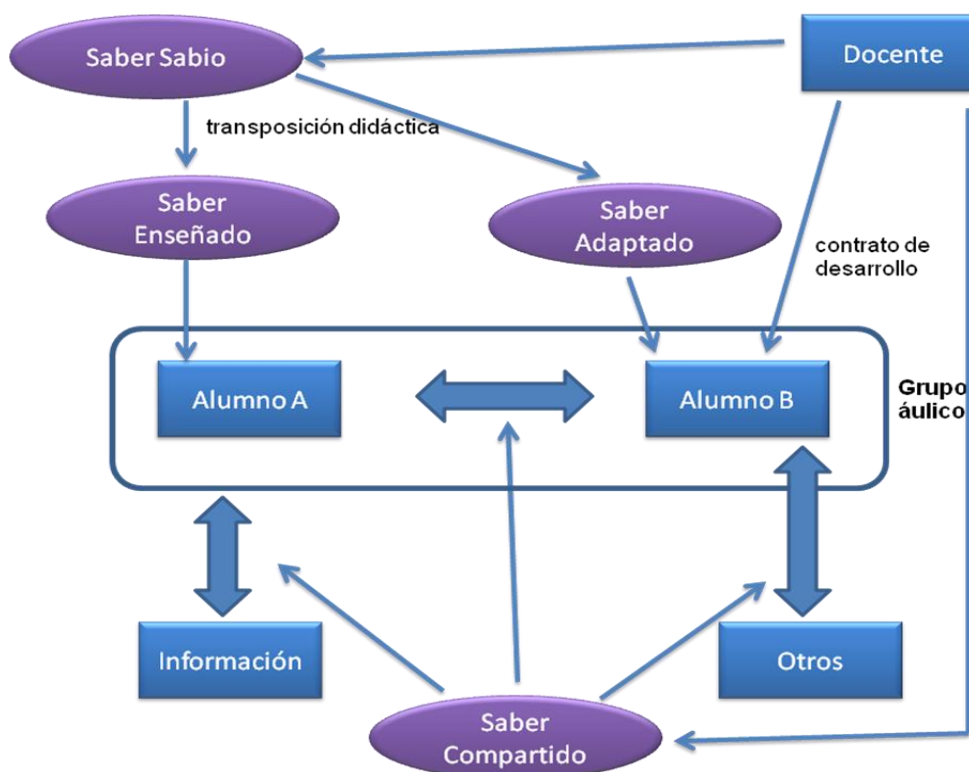 Saber Sabio
Docente
transposición didáctica
Saber
Enseñado
Saber
Adaptado
contrato de
desarrollo
Alumno A
Alumno B
Grupo
áulico
Información
Otros
Saber
Compartido